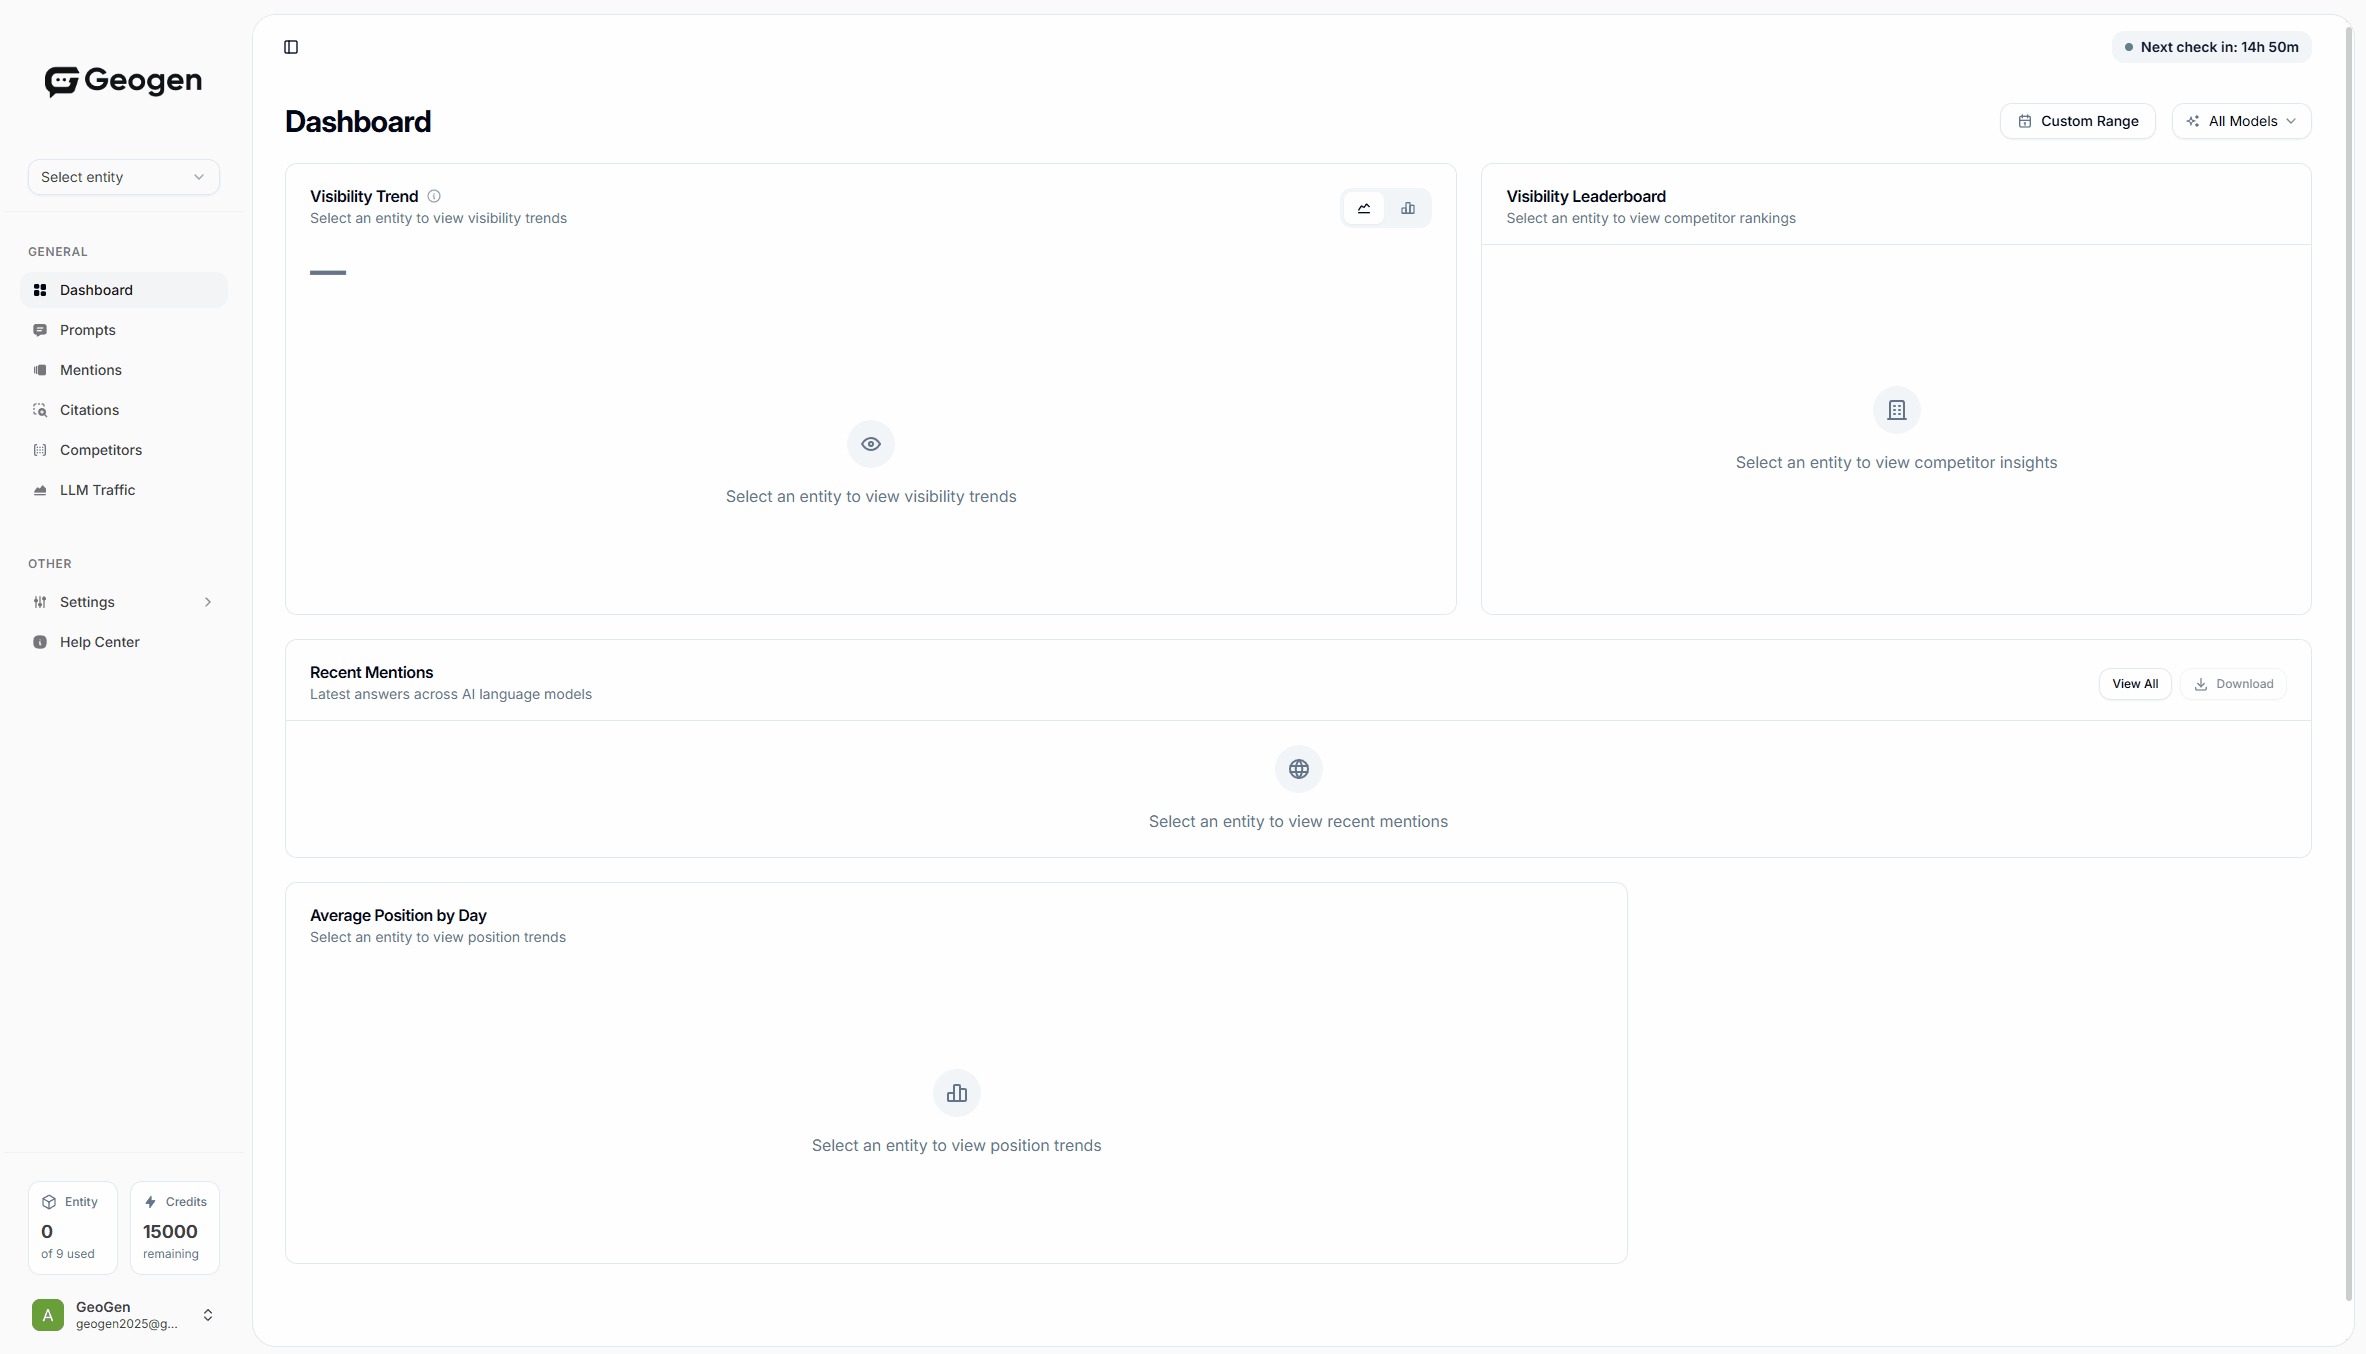 Geogen
Select entity
GENERAL
Dashboard
Prompts
Mentions
Citations
Competitors
LLM Traffic
OTHER
Settings
Help Center
Entity
0
of 9 used
Credits
15000
remaining
A
GeoGen
geogen2025@g...
Next check in: 14h 50m
Dashboard
Custom Range
All Models
Visibility Trend
Select an entity to view visibility trends
Select an entity to view visibility trends
Visibility Leaderboard
Select an entity to view competitor rankings
Select an entity to view competitor insights
Recent Mentions
Latest answers across AI language models
View All
Download
Select an entity to view recent mentions
Average Position by Day
Select an entity to view position trends
Select an entity to view position trends